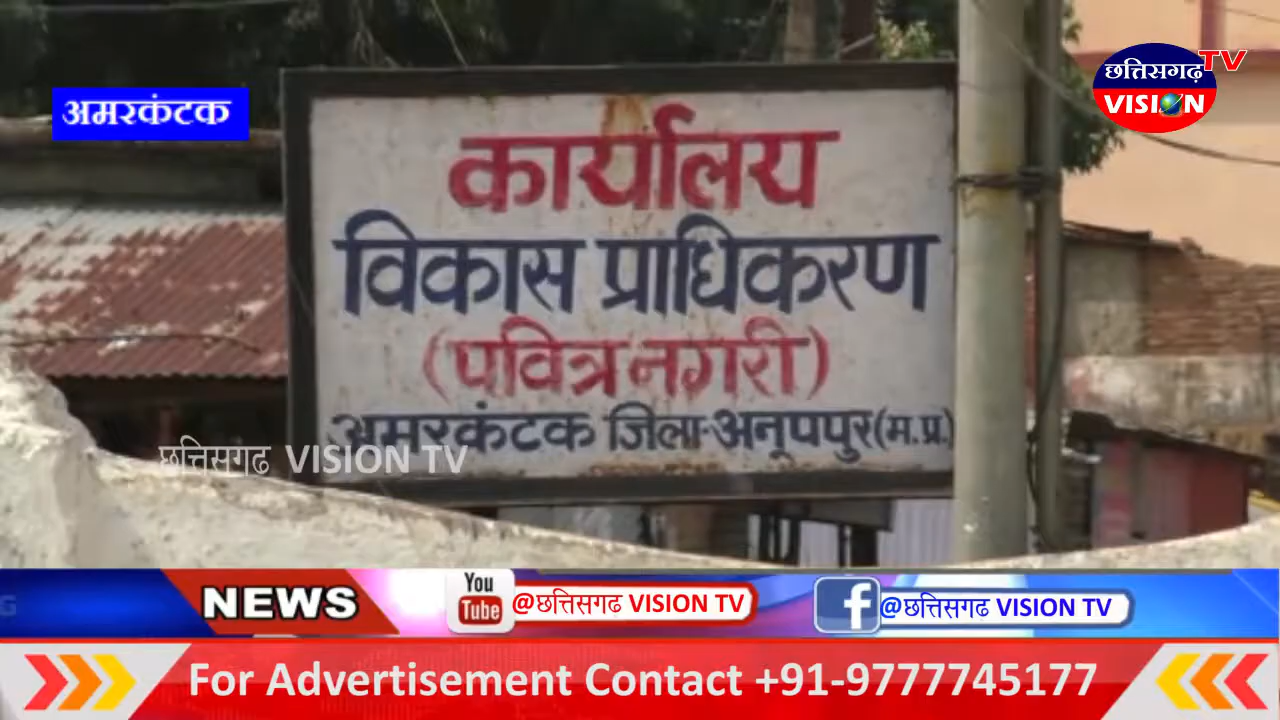 छत्तिसगढ़ TV
VISION
अमरकंटक
कार्यालय
विकास प्राधिकरण
(पवित्र नगरी)
अमरकंटक जिला-अनूपपुर(म.प्र.)
छत्तिसगढ VISION TV
NEWS
You
Tube
@छत्तिसगढ VISION TV
f
@छत्तिसगढ VISION TV
For Advertisement Contact +91-9777745177